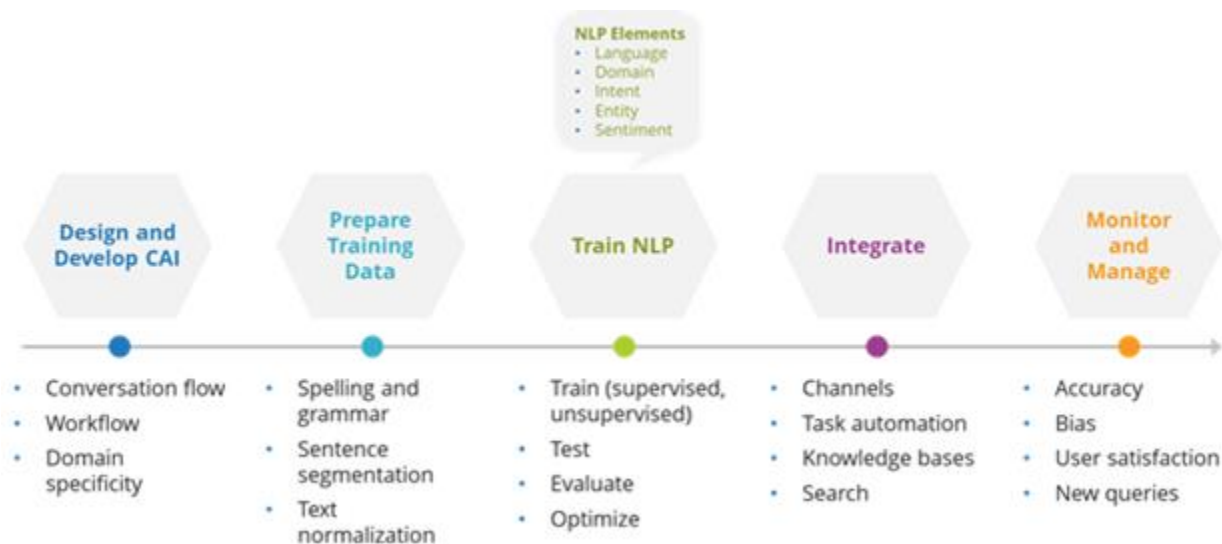 NLP Elements
• Language
• Domain
• Intent
• Entity
• Sentiment
Design and
Develop CAI
Prepare
Training
Data
Train NLP
Integrate
Monitor
and
Manage
• Conversation flow
• Workflow
• Domain
specificity
• Spelling and
grammar
• Sentence
segmentation
• Text
normalization
• Train (supervised,
unsupervised)
• Test
• Evaluate
• Optimize
• Channels
• Task automation
• Knowledge bases
• Search
• Accuracy
• Bias
• User satisfaction
• New queries